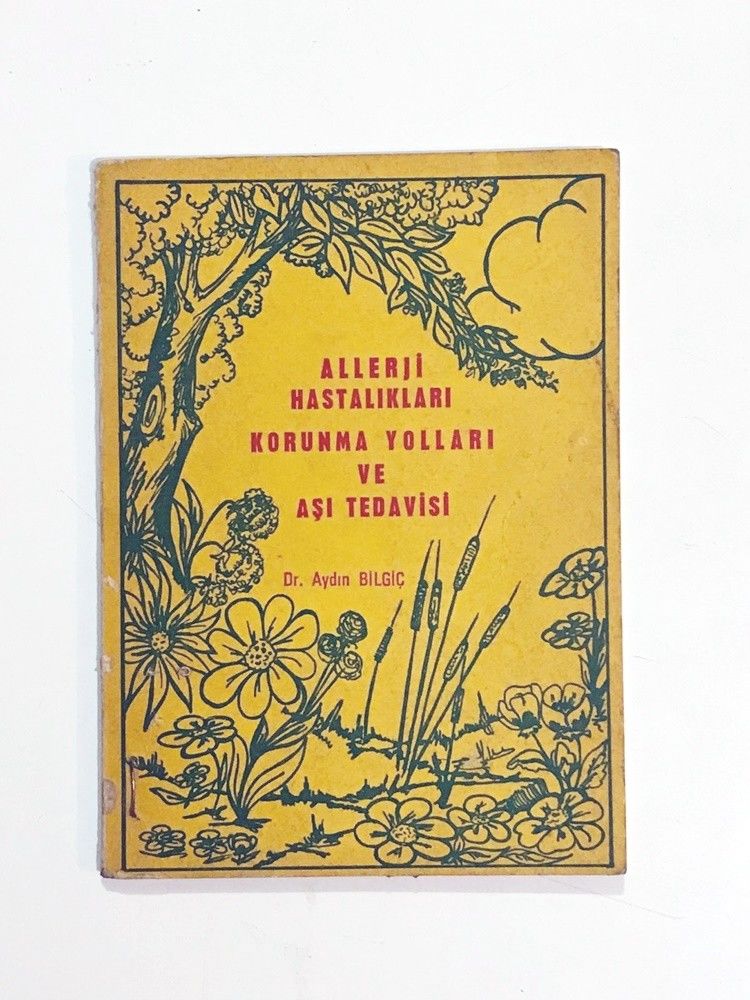 ALLERJİ
HASTALIKLARI
KORUNMA YOLLARI
VE
AŞI TEDAVİSİ
Dr. Aydın BİLGİÇ